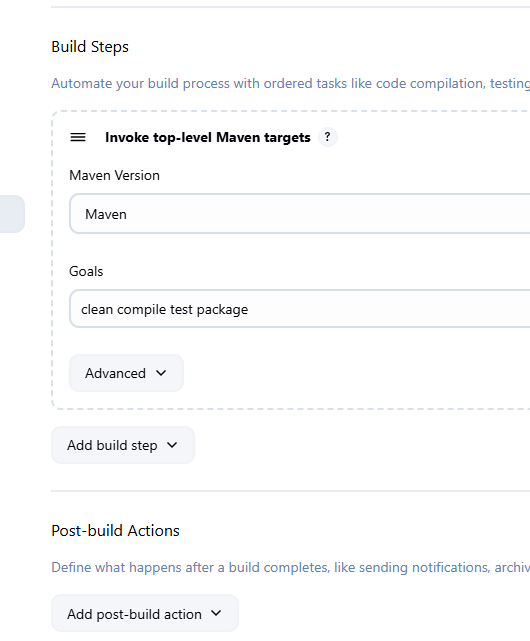 Build Steps
Automate your build process with ordered tasks like code compilation, testing
Invoke top-level Maven targets ?
Maven Version
Maven
Goals
clean compile test package
Advanced
Add build step
Post-build Actions
Define what happens after a build completes, like sending notifications, archiv
Add post-build action